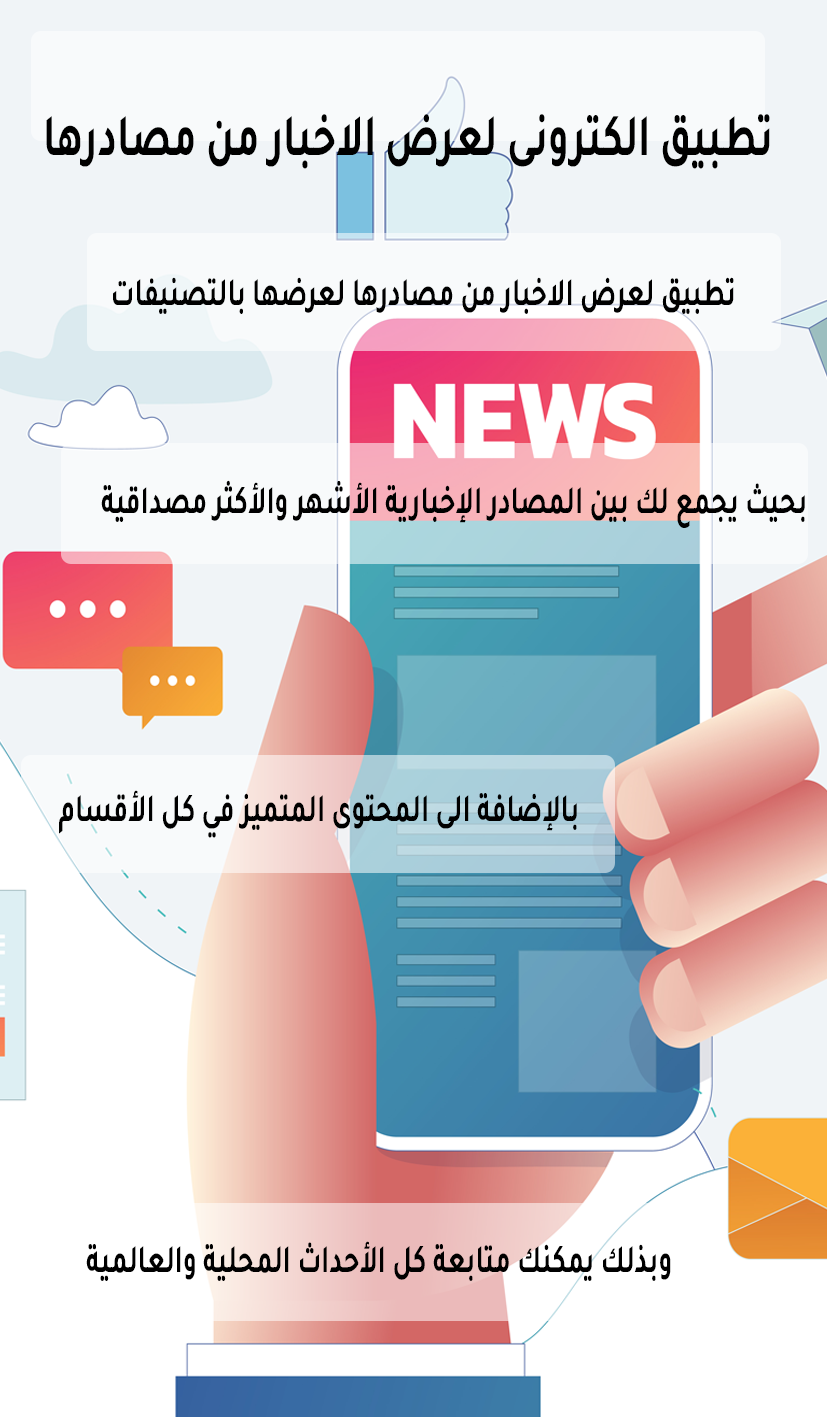 تطبيق الكترونى لعرض الاخبار من مصادرها
تطبيق لعرض الاخبار من مصادرها لعرضها بالتصنيفات
NEWS
بحيث يجمع لك بين المصادر الإخبارية الأشهر والأكثر مصداقية
بالإضافة الى المحتوى المتميز في كل الأقسام
وبذلك يمكنك متابعة كل الأحداث المحلية والعالمية